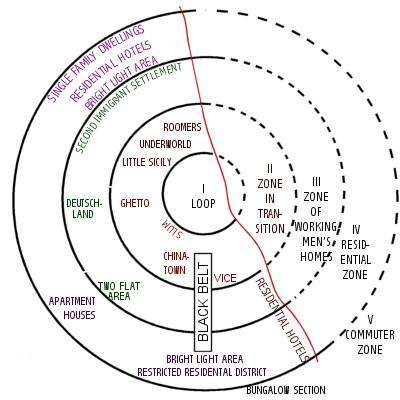 SINGLE FAMILY DWELLINGS
RESIDENTIAL HOTELS
BRIGHT LIGHT AREA
SECOND IMMIGRANT SETTLEMENT
ROOMERS
UNDERWORLD
LITTLE SICILY
I
LOOP
II
ZONE
IN
TRAN-
SITION
III
ZONE
OF
WORKING
MEN'S
HOMES
IV
RESID-
ENTIAL
ZONE
V
COMMUTER
ZONE
DEUTSCH-
LAND
GHETTO
SLUM
CHINA-
TOWN
VICE
BLACK BELT
RESIDENTIAL HOTELS
TWO FLAT
AREA
APARTMENT
HOUSES
BRIGHT LIGHT AREA
RESTRICTED RESIDENTAL DISTRICT
BUNGALOW SECTION